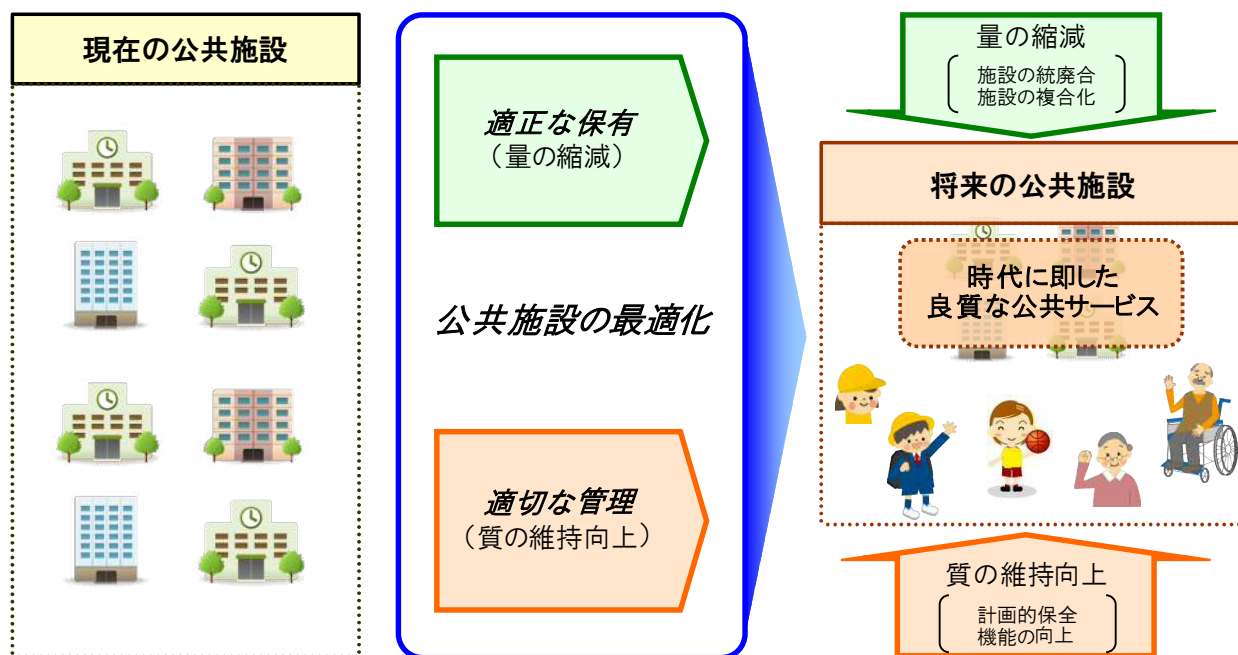 現在の公共施設
適正な保有
（量の縮減）
公共施設の最適化
適切な管理
（質の維持向上）
量の縮減
施設の統廃合
施設の複合化
将来の公共施設
時代に即した
良質な公共サービス
質の維持向上
計画的保全
機能の向上